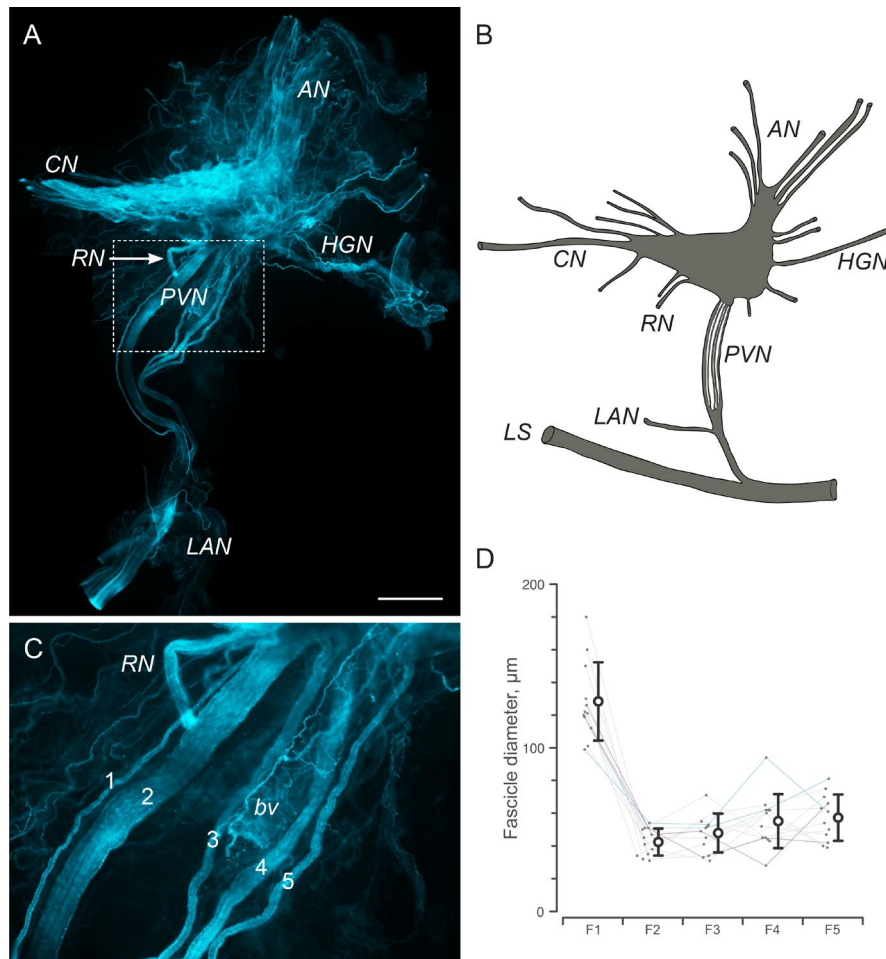 A
AN
CN
RN
HGN
PVN
LAN
B
AN
CN
HGN
RN
PVN
LAN
LS
C
RN
1
2
bv
3
4
5
D
200
100
0
Fascicle diameter, µm
F1 F2 F3 F4 F5